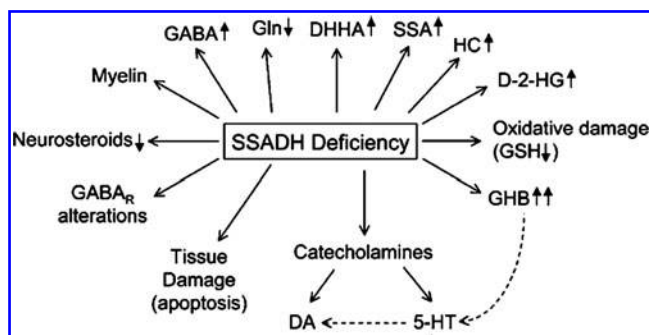 GABA↑
Gln↓
DHHA↑
SSA↑
HC↑
D-2-HG↑
Myelin
Neurosteroids↓
SSADH Deficiency
Oxidative damage
(GSH↓)
GABA_R
alterations
GHB↑↑
Tissue
Damage
(apoptosis)
Catecholamines
DA
5-HT